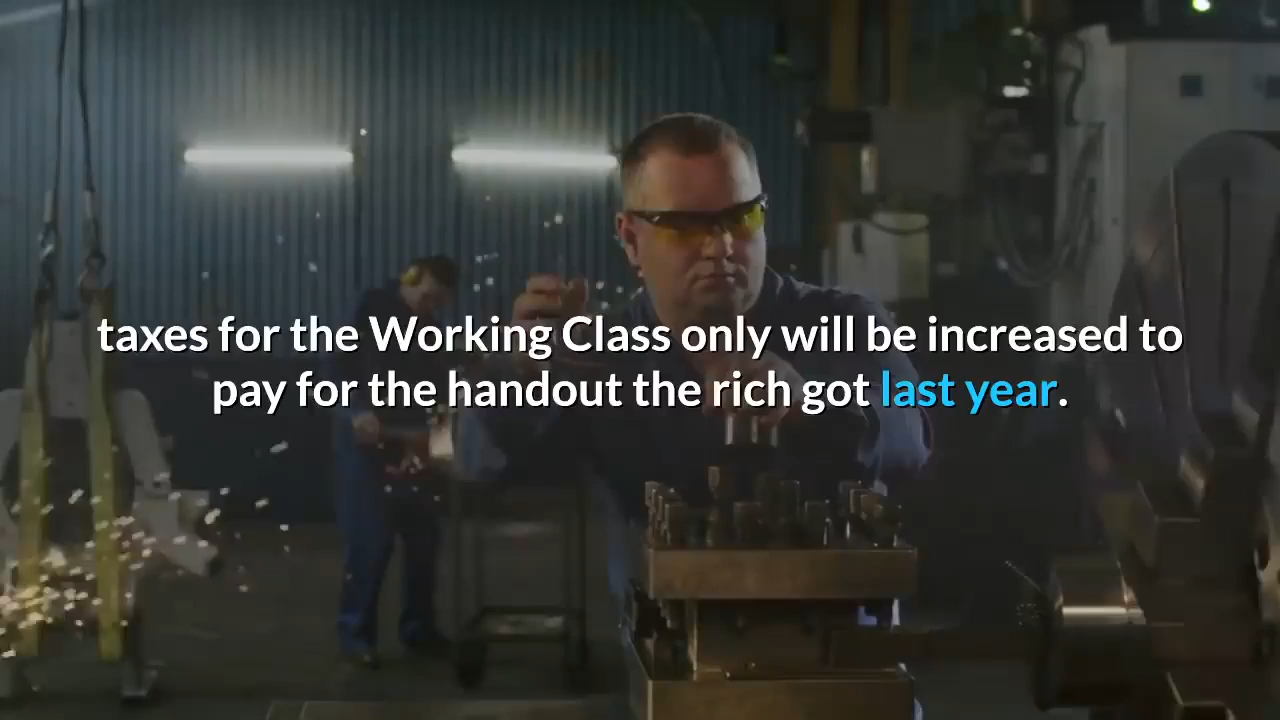 taxes for the Working Class only will be increased to
pay for the handout the rich got last year.